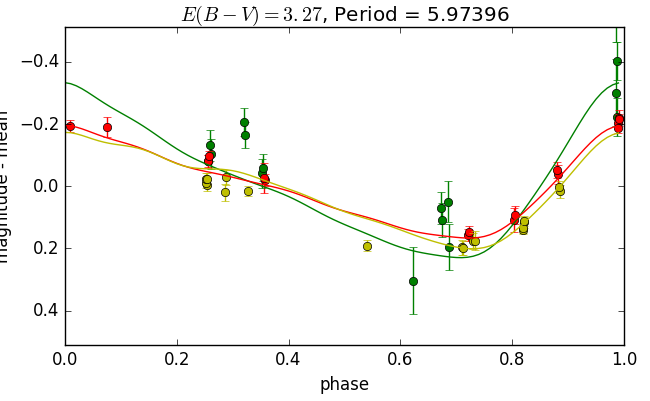 E(B − V) = 3.27, Period = 5.97396
−0.4
−0.2
0.0
0.2
0.4
magnitude - mean
0.0 0.2 0.4 0.6 0.8 1.0
phase